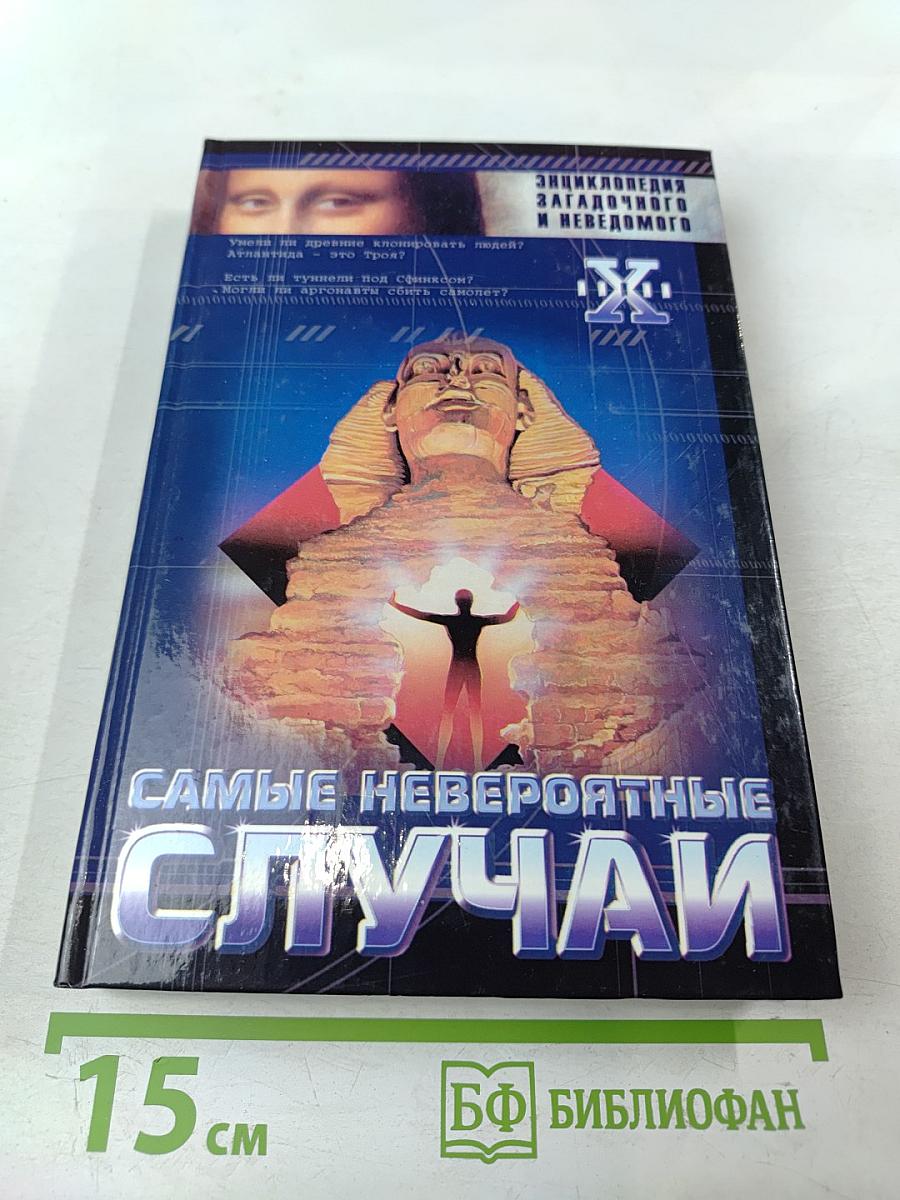 ЭНЦИКЛОПЕДИЯ
ЗАГАДОЧНОГО
И НЕВЕДОМОГО
Умели ли древние клонировать людей?
Атлантида - это Троя?
Есть ли туннели под Сфинксом?
Могли ли аргонавты сбить самолет?
X
САМЫЕ НЕВЕРОЯТНЫЕ
СЛУЧАИ
15 см
БФ БИБЛИОФАН